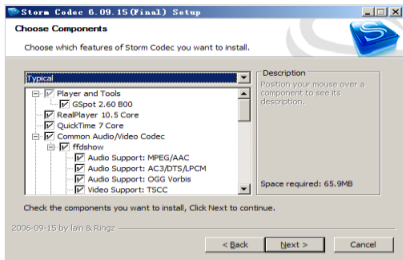 Storm Codec 6.09.15(Final) Setup
Choose Components
Choose which features of Storm Codec you want to install.
Typical
Player and Tools
GSpot 2.60 B00
RealPlayer 10.5 Core
QuickTime 7 Core
Common Audio/Video Codec
ffdshow
Audio Support: MPEG/AAC
Audio Support: AC3/DTS/LPCM
Audio Support: OGG Vorbis
Video Support: TSCC
Description
Position your mouse over a
component to see its
description.
Space required: 65.9MB
Check the components you want to install, Click Next to continue.
2006-09-15 by Iain & Ringz
< Back
Next >
Cancel